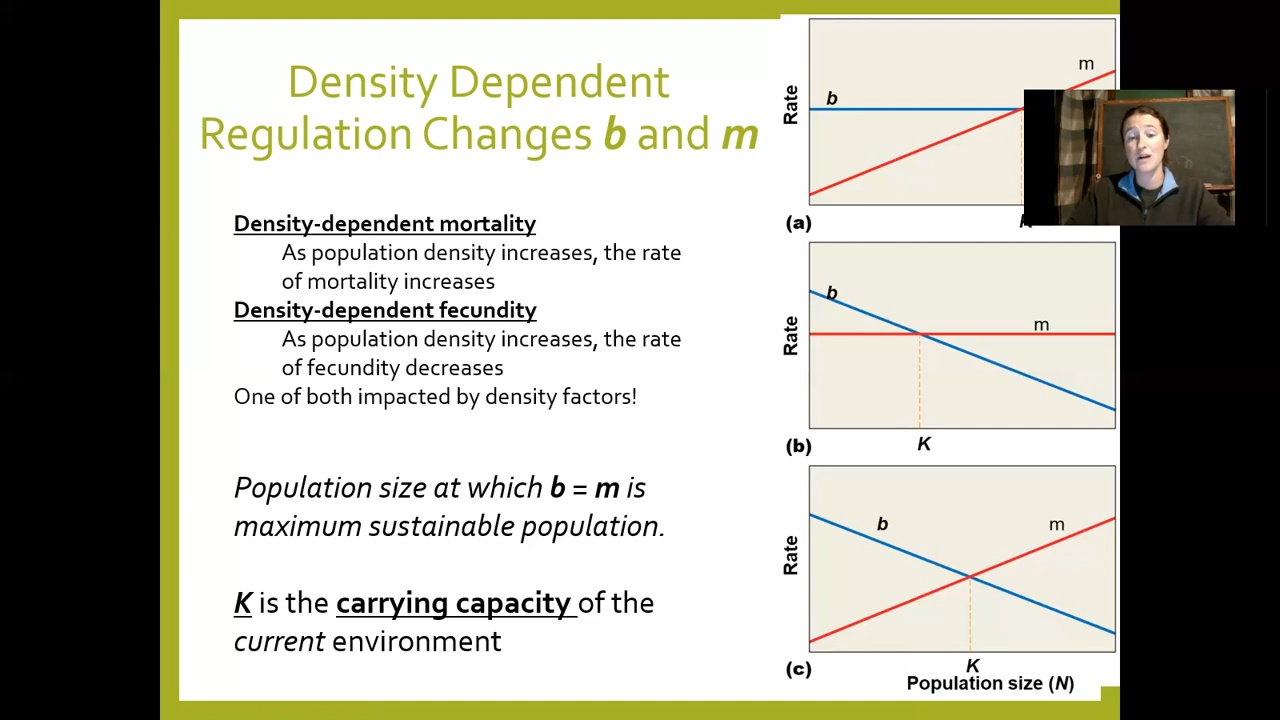 Density Dependent
Regulation Changes b and m
Density-dependent mortality
As population density increases, the rate
of mortality increases
Density-dependent fecundity
As population density increases, the rate
of fecundity decreases
One of both impacted by density factors!
Population size at which b = m is
maximum sustainable population.
K is the carrying capacity of the
current environment
Rate
b
m
(a)
Rate
b
m
(b)
K
Rate
b
m
(c)
K
Population size (N)